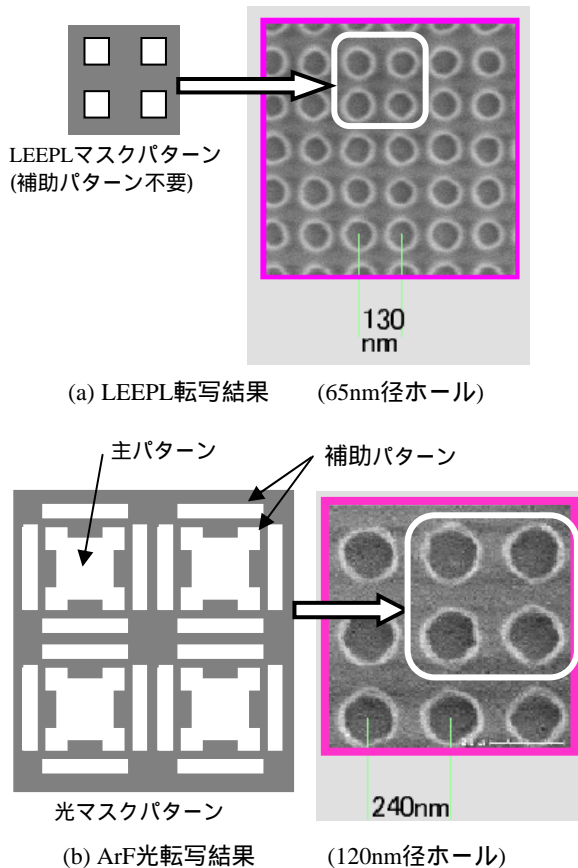 LEEPLマスクパターン
(補助パターン不要)
130
nm
(a) LEEPL転写結果 (65nm径ホール)
主パターン 補助パターン
光マスクパターン
240nm
(b) ArF光転写結果 (120nm径ホール)